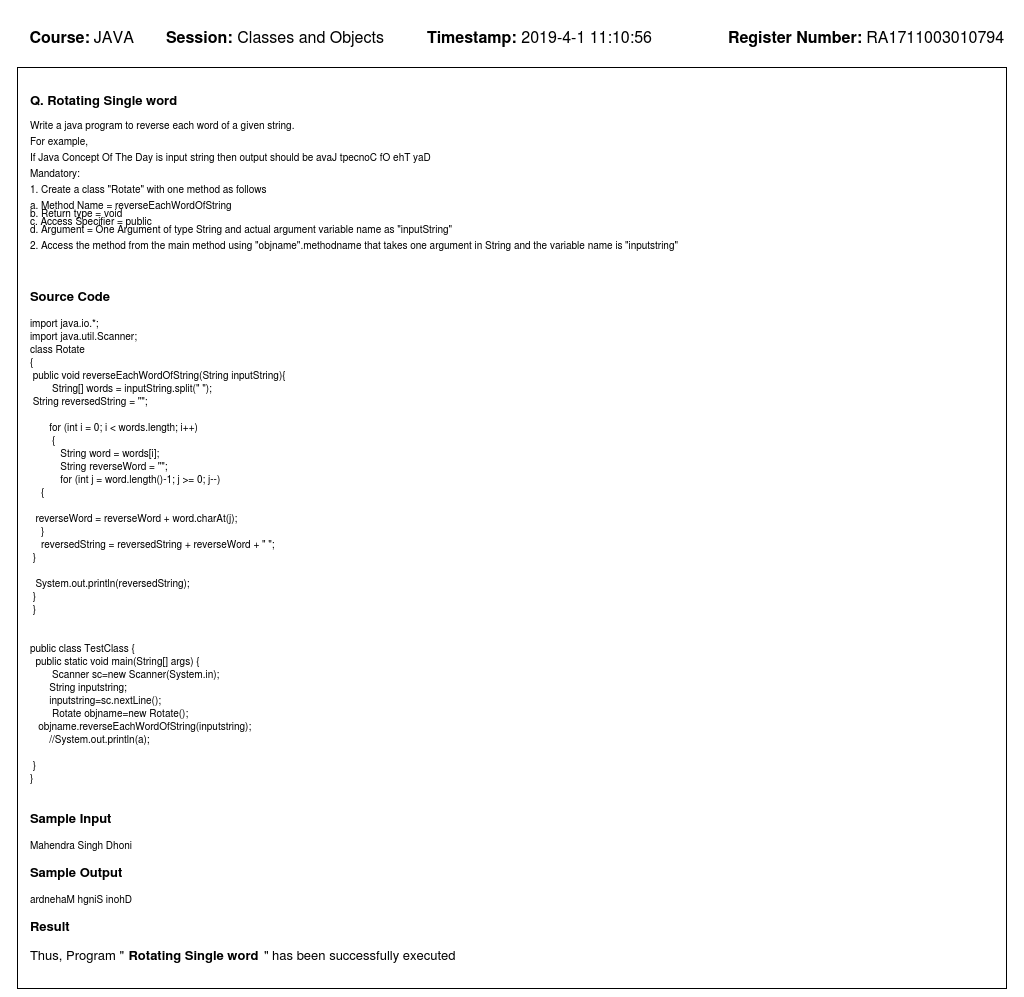 Course: JAVA Session: Classes and Objects Timestamp: 2019-4-1 11:10:56 Register Number: RA1711003010794
Q. Rotating Single word
Write a java program to reverse each word of a given string.
For example,
If Java Concept Of The Day is input string then output should be avaJ tpecnoC fO ehT yaD
Mandatory:
1. Create a class "Rotate" with one method as follows
a. Method Name = reverseEachWordOfString
b. Return type = void
c. Access Specifier = public
d. Argument = One Argument of type String and actual argument variable name as "inputString"
2. Access the method from the main method using "objname".methodname that takes one argument in String and the variable name is "inputstring"
Source Code
import java.io.*;
import java.util.Scanner;
class Rotate
{
public void reverseEachWordOfString(String inputString){
String[] words = inputString.split(" ");
String reversedString = "";
for (int i = 0; i < words.length; i++)
{
String word = words[i];
String reverseWord = "";
for (int j = word.length()-1; j >= 0; j--)
{
reverseWord = reverseWord + word.charAt(j);
}
reversedString = reversedString + reverseWord + " ";
}
System.out.println(reversedString);
}
}
public class TestClass {
public static void main(String[] args) {
Scanner sc=new Scanner(System.in);
String inputstring;
inputstring=sc.nextLine();
Rotate objname=new Rotate();
objname.reverseEachWordOfString(inputstring);
//System.out.println(a);
}
}
Sample Input
Mahendra Singh Dhoni
Sample Output
ardnehaM hgniS inohD
Result
Thus, Program " Rotating Single word " has been successfully executed